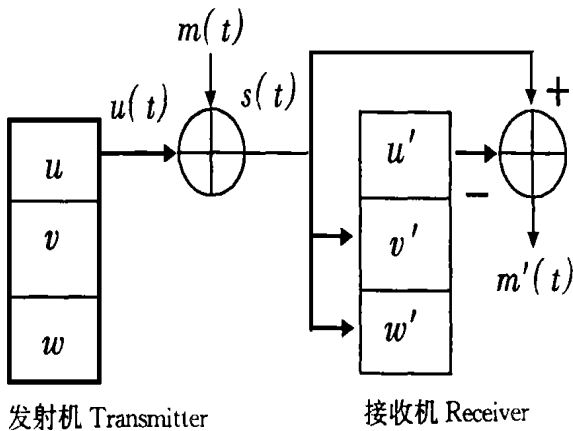 m(t)
u(t)
s(t)
+
u
u′
−
v
v′
m′(t)
w
w′
发射机 Transmitter
接收机 Receiver